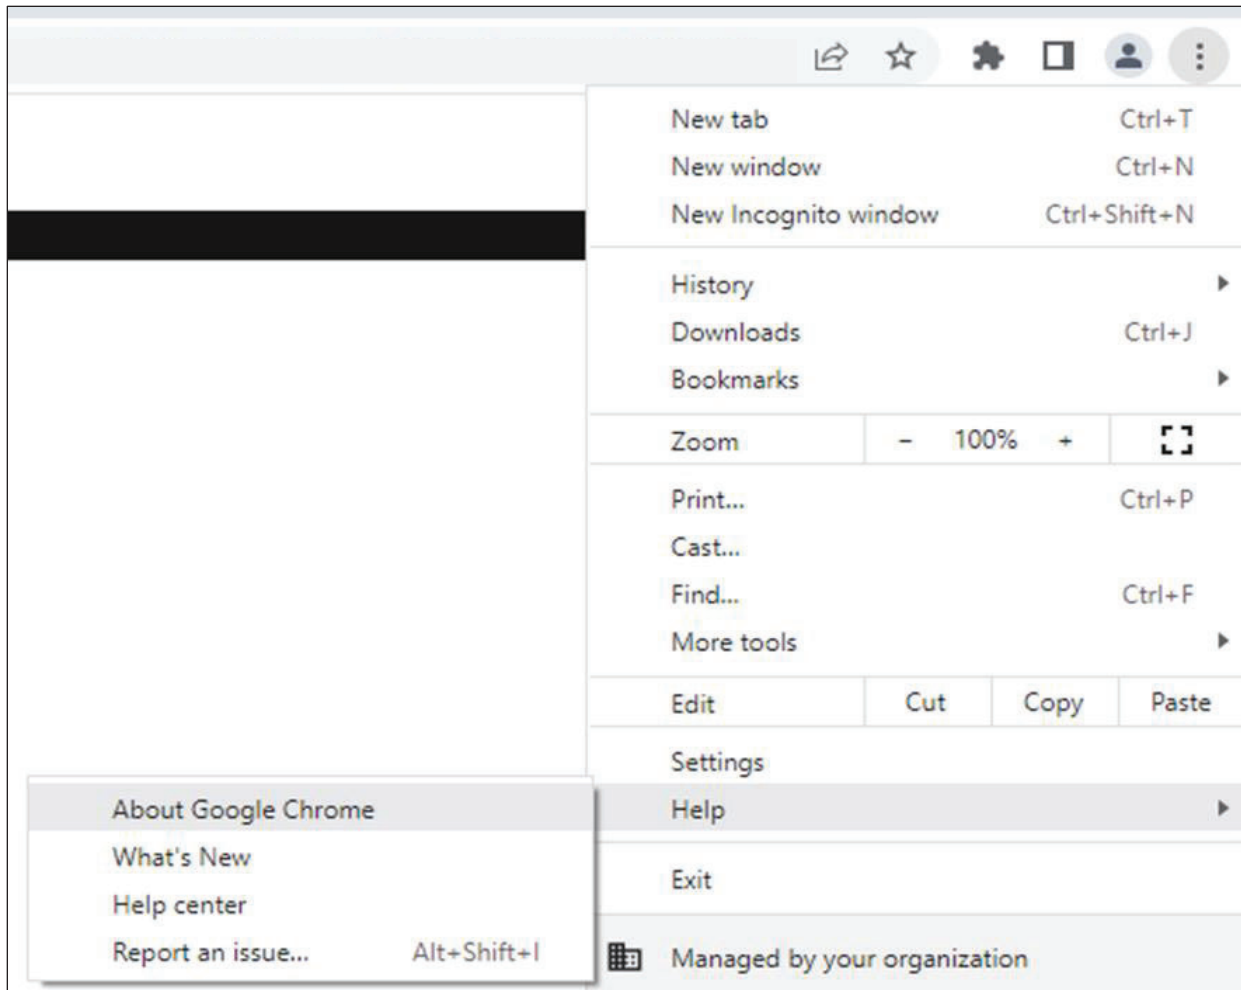 New tab Ctrl+T
New window Ctrl+N
New Incognito window Ctrl+Shift+N
History
Downloads Ctrl+J
Bookmarks
Zoom - 100% +
Print... Ctrl+P
Cast...
Find... Ctrl+F
More tools
Edit Cut Copy Paste
Settings
Help
Exit
Managed by your organization
About Google Chrome
What's New
Help center
Report an issue... Alt+Shift+I